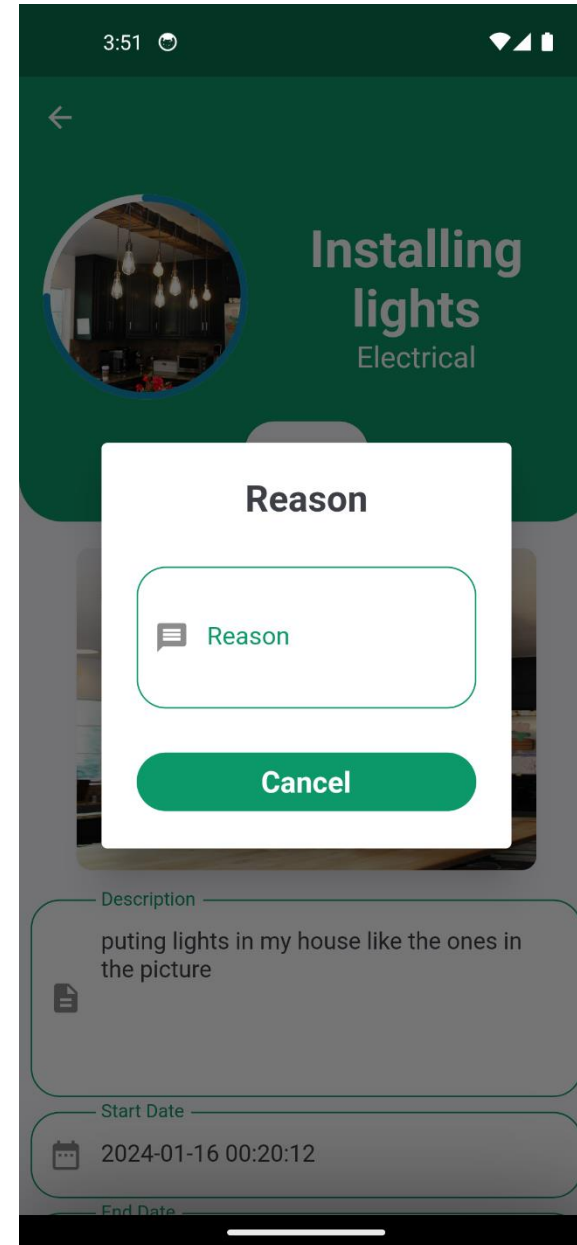 3:51
Installing
lights
Electrical
Reason
Reason
Cancel
Description
puting lights in my house like the ones in
the picture
Start Date
2024-01-16 00:20:12
End Date